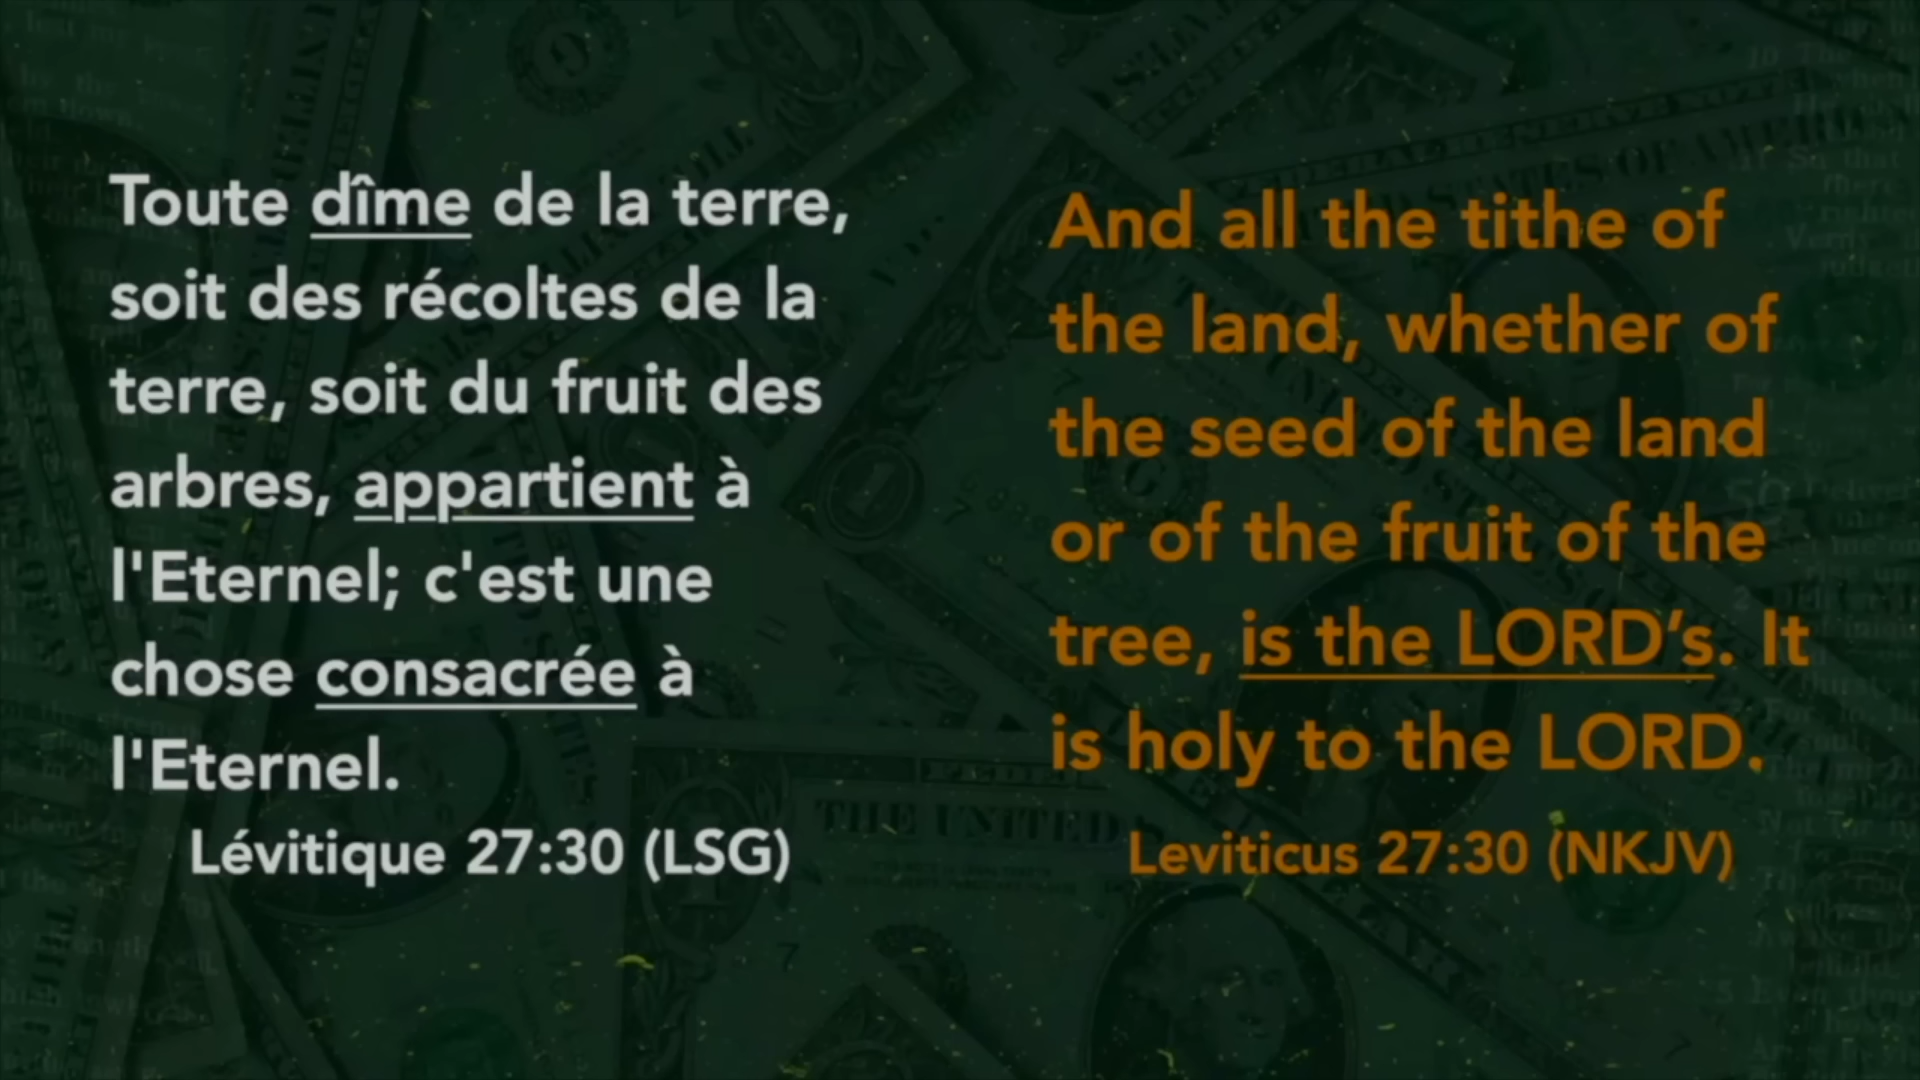 Toute dîme de la terre,
soit des récoltes de la
terre, soit du fruit des
arbres, appartient à
l'Eternel; c'est une
chose consacrée à
l'Eternel.
Lévitique 27:30 (LSG)
And all the tithe of
the land, whether of
the seed of the land
or of the fruit of the
tree, is the LORD’s. It
is holy to the LORD.
Leviticus 27:30 (NKJV)
THE UNITED